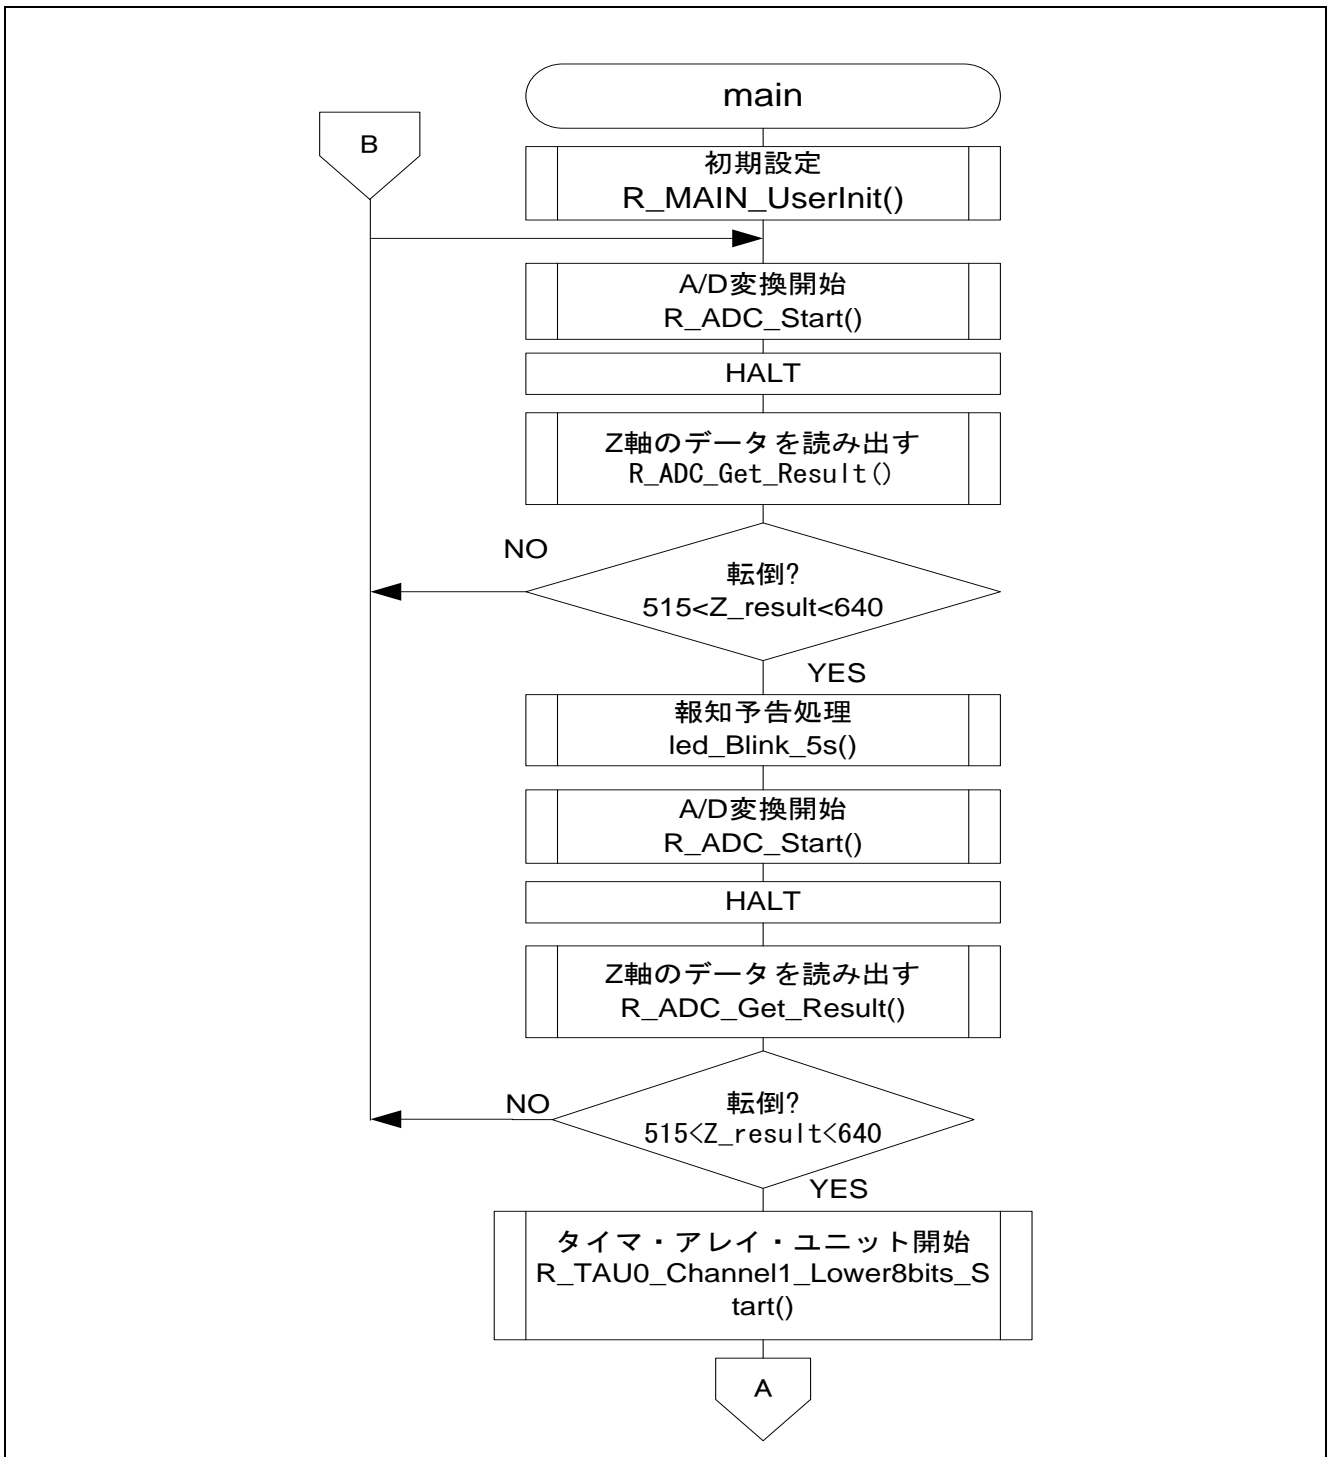 main
B
初期設定
R_MAIN_UserInit()
A/D変換開始
R_ADC_Start()
HALT
Z軸のデータを読み出す
R_ADC_Get_Result()
NO
転倒?
515<Z_result<640
YES
報知予告処理
led_Blink_5s()
A/D変換開始
R_ADC_Start()
HALT
Z軸のデータを読み出す
R_ADC_Get_Result()
NO
転倒?
515<Z_result<640
YES
タイマ・アレイ・ユニット開始
R_TAU0_Channel1_Lower8bits_S
tart()
A